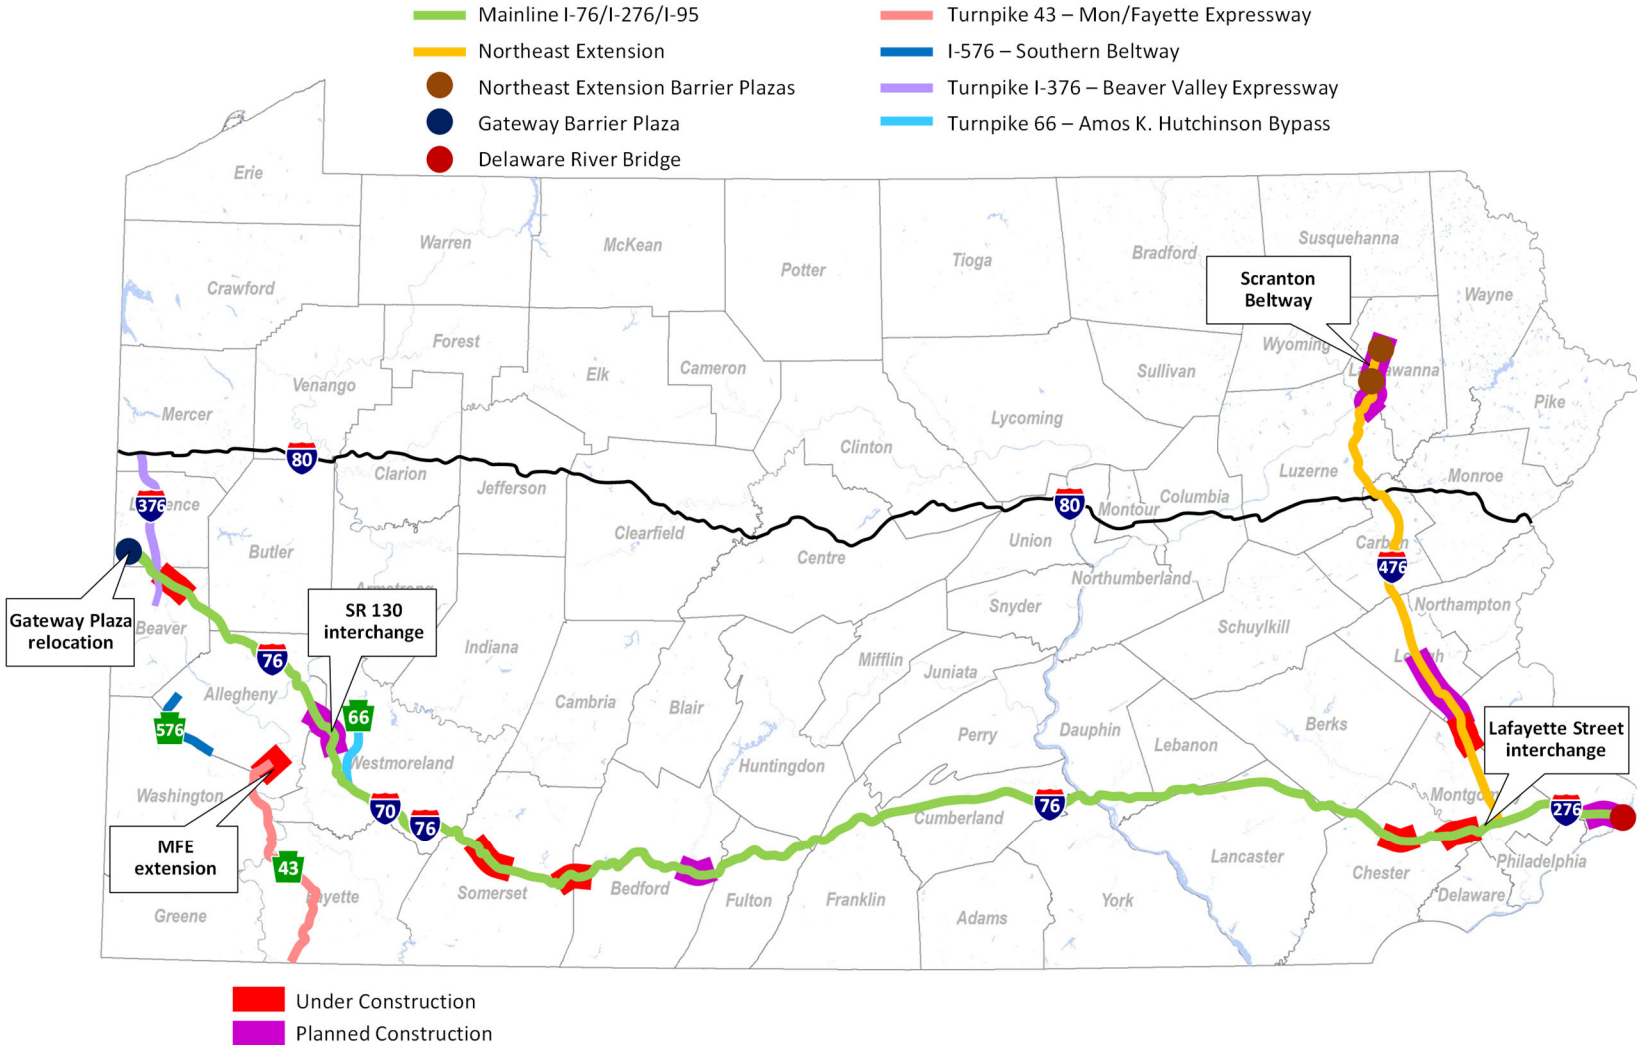 Mainline I-76/I-276/I-95
Northeast Extension
Northeast Extension Barrier Plazas
Gateway Barrier Plaza
Delaware River Bridge
Turnpike 43 – Mon/Fayette Expressway
I-576 – Southern Beltway
Turnpike I-376 – Beaver Valley Expressway
Turnpike 66 – Amos K. Hutchinson Bypass
Erie
Warren
McKean
Potter
Tioga
Bradford
Susquehanna
Wayne
Crawford
Scranton
Beltway
Forest
Elk
Cameron
Wyoming
Sullivan
Venango
Mercer
Lycoming
Pike
Clinton
Luzerne
Monroe
80
Clarion
Jefferson
Columbia
Montour
80
376
Clearfield
Centre
Union
Butler
476
Northumberland
Snyder
Northampton
Gateway Plaza
relocation
Beaver
SR 130
interchange
Schuylkill
Indiana
Mifflin
Juniata
76
Allegheny
Cambria
Blair
66
576
Perry
Dauphin
Lebanon
Berks
Lafayette Street
interchange
Westmoreland
Huntingdon
Washington
70
76
76
Cumberland
276
MFE
extension
43
Somerset
Bedford
Fulton
Franklin
Adams
York
Lancaster
Chester
Delaware
Philadelphia
Greene
Under Construction
Planned Construction